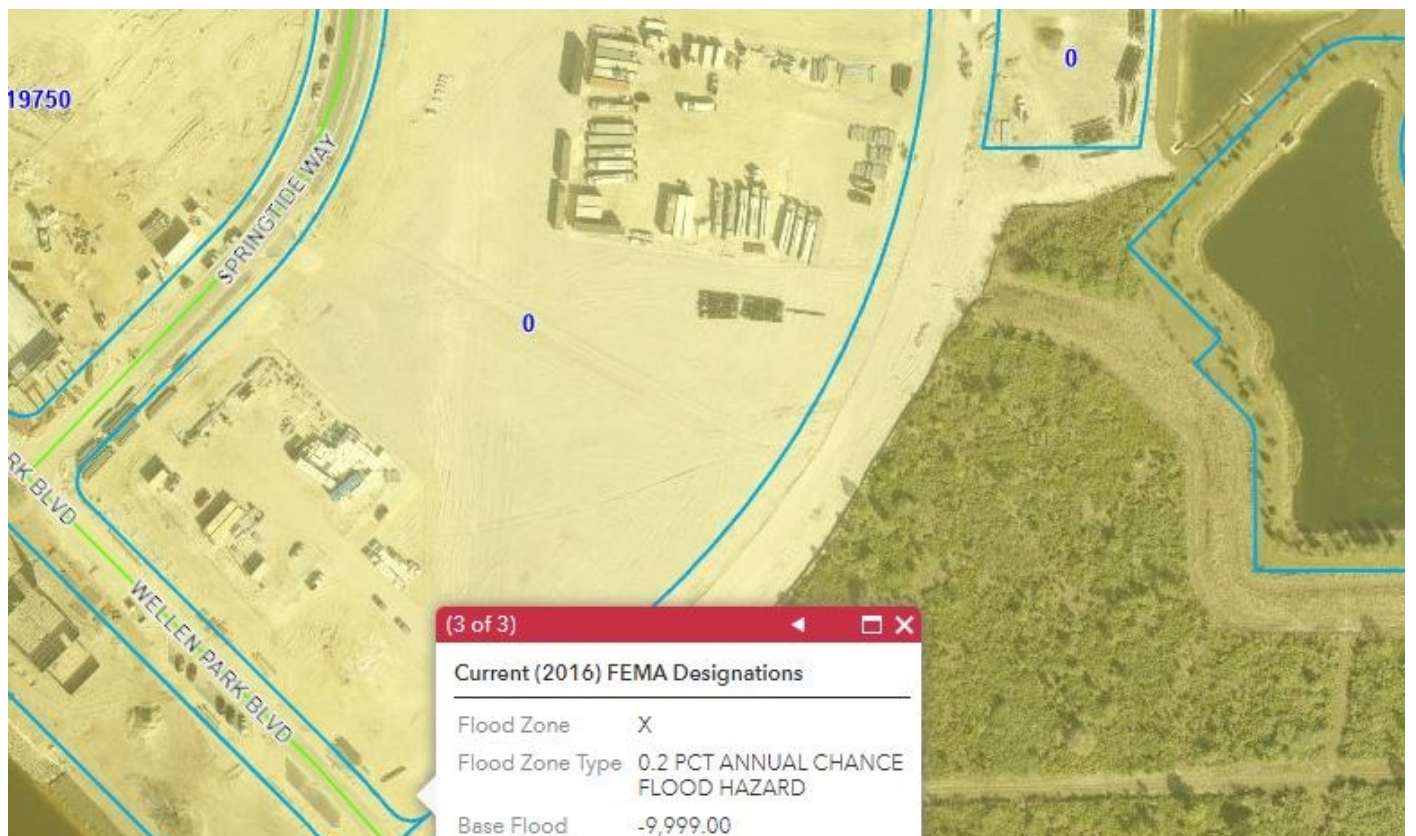 0
19750
SPRINGTIDE WAY
0
RK BLVD
WELLEN PARK BLVD
(3 of 3)
Current (2016) FEMA Designations
Flood Zone X
Flood Zone Type 0.2 PCT ANNUAL CHANCE
FLOOD HAZARD
Base Flood -9,999.00